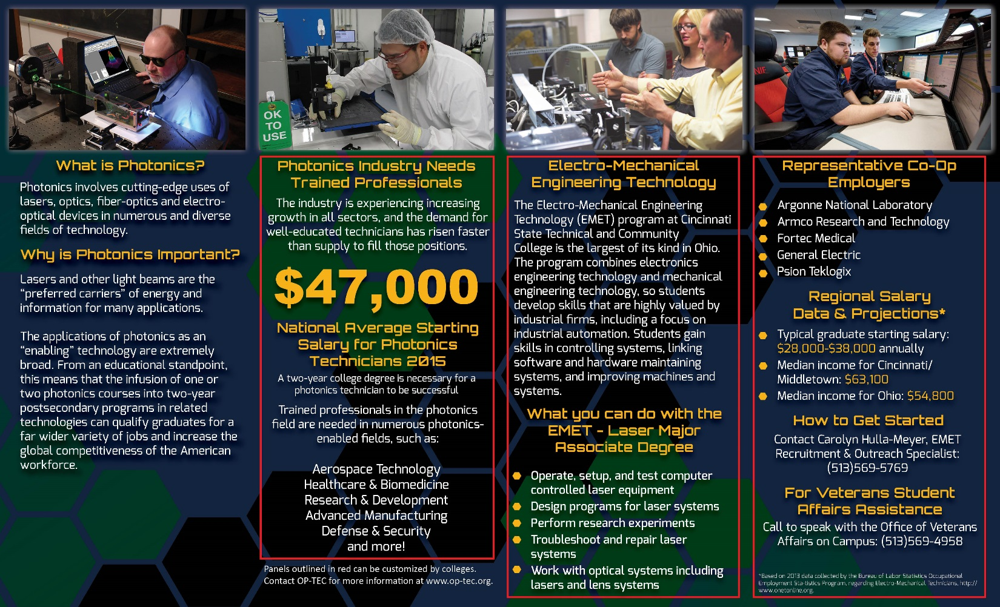 OK
TO
USE
What is Photonics?
Photonics involves cutting-edge uses of
lasers, optics, fiber-optics and electro-
optical devices in numerous and diverse
fields of technology.
Why is Photonics Important?
Lasers and other light beams are the
“preferred carriers” of energy and
information for many applications.
The applications of photonics as an
“enabling” technology are extremely
broad. From an educational standpoint,
this means that the infusion of one or
two photonics courses into two-year
postsecondary programs in related
technologies can qualify graduates for a
far wider variety of jobs and increase the
global competitiveness of the American
workforce.
Photonics Industry Needs
Trained Professionals
The industry is experiencing increasing
growth in all sectors, and the demand for
well-educated technicians has risen faster
than supply to fill those positions.
$47,000
National Average Starting
Salary for Photonics
Technicians 2015
A two-year college degree is necessary for a
photonics technician to be successful
Trained professionals in the photonics
field are needed in numerous photonics-
enabled fields, such as:
Aerospace Technology
Healthcare & Biomedicine
Research & Development
Advanced Manufacturing
Defense & Security
and more!
Panels outlined in red can be customized by colleges.
Contact OP-TEC for more information at www.op-tec.org.
Electro-Mechanical
Engineering Technology
The Electro-Mechanical Engineering
Technology (EMET) program at Cincinnati
State Technical and Community
College is the largest of its kind in Ohio.
The program combines electronics
engineering technology and mechanical
engineering technology, so students
develop skills that are highly valued by
industrial firms, including a focus on
industrial automation. Students gain
skills in controlling systems, linking
software and hardware maintaining
systems, and improving machines and
systems.
What you can do with the
EMET - Laser Major
Associate Degree
Operate, setup, and test computer
controlled laser equipment
Design programs for laser systems
Perform research experiments
Troubleshoot and repair laser
systems
Work with optical systems including
lasers and lens systems
Representative Co-Op
Employers
Argonne National Laboratory
Armco Research and Technology
Fortec Medical
General Electric
Psion Teklogix
Regional Salary
Data & Projections*
Typical graduate starting salary:
$28,000-$38,000 annually
Median income for Cincinnati/
Middletown: $63,100
Median income for Ohio: $54,800
How to Get Started
Contact Carolyn Hulla-Meyer, EMET
Recruitment & Outreach Specialist:
(513)569-5769
For Veterans Student
Affairs Assistance
Call to speak with the Office of Veterans
Affairs on Campus: (513)569-4958
*Based on 2013 data collected by the Bureau of Labor Statistics Occupational
Employment Sta-tistics Program, regarding Electro-Mechanical Technicians, http://
www.onetonline.org.